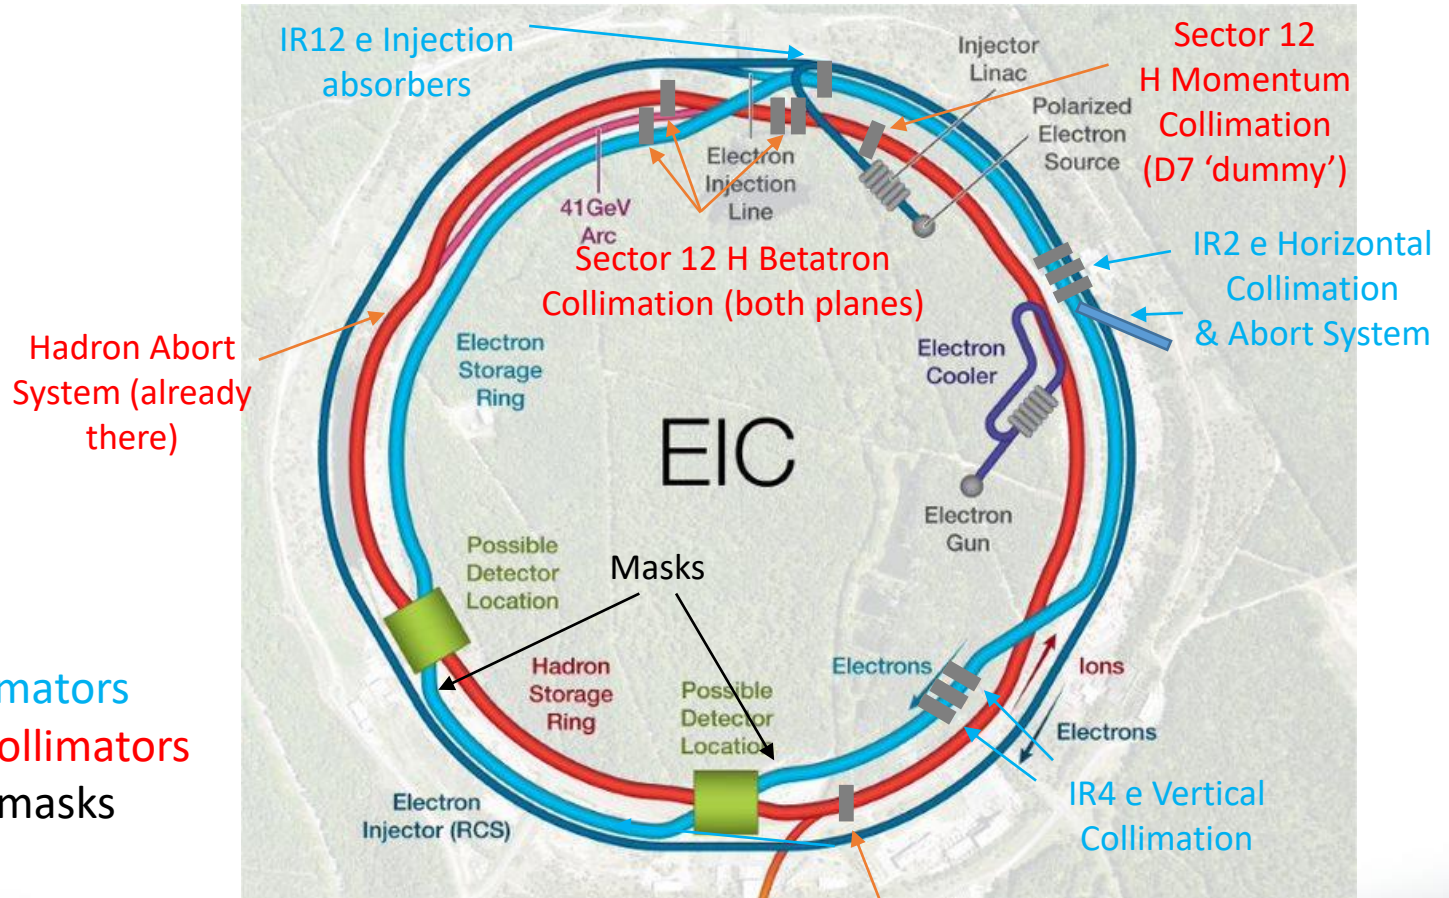 IR12 e Injection
absorbers
Injector
Linac
Sector 12
H Momentum
Collimation
(D7 ‘dummy’)
Polarized
Electron
Source
Electron
Injection
Line
41GeV
Arc
Sector 12 H Betatron
Collimation (both planes)
IR2 e Horizontal
Collimation
& Abort System
Hadron Abort
System (already
there)
Electron
Storage
Ring
Electron
Cooler
EIC
Electron
Gun
Possible
Detector
Location
Masks
Hadron
Storage
Ring
Possible
Detector
Location
Electrons
Ions
Electrons
mators
ollimators
masks
Electron
Injector (RCS)
IR4 e Vertical
Collimation